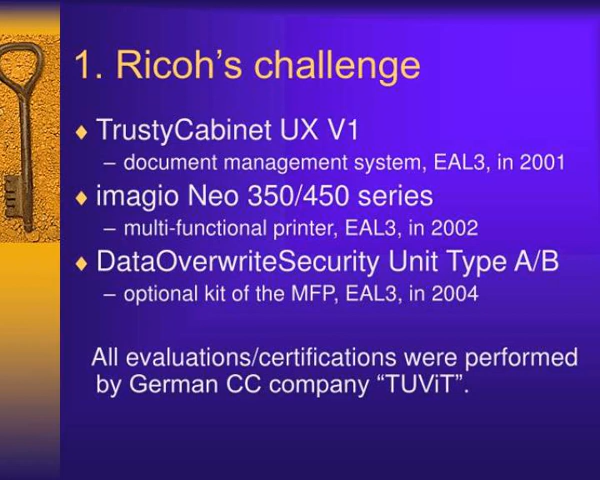 1. Ricoh’s challenge
♦ TrustyCabinet UX V1
– document management system, EAL3, in 2001
♦ imagio Neo 350/450 series
– multi-functional printer, EAL3, in 2002
♦ DataOverwriteSecurity Unit Type A/B
– optional kit of the MFP, EAL3, in 2004
All evaluations/certifications were performed
by German CC company “TUViT”.